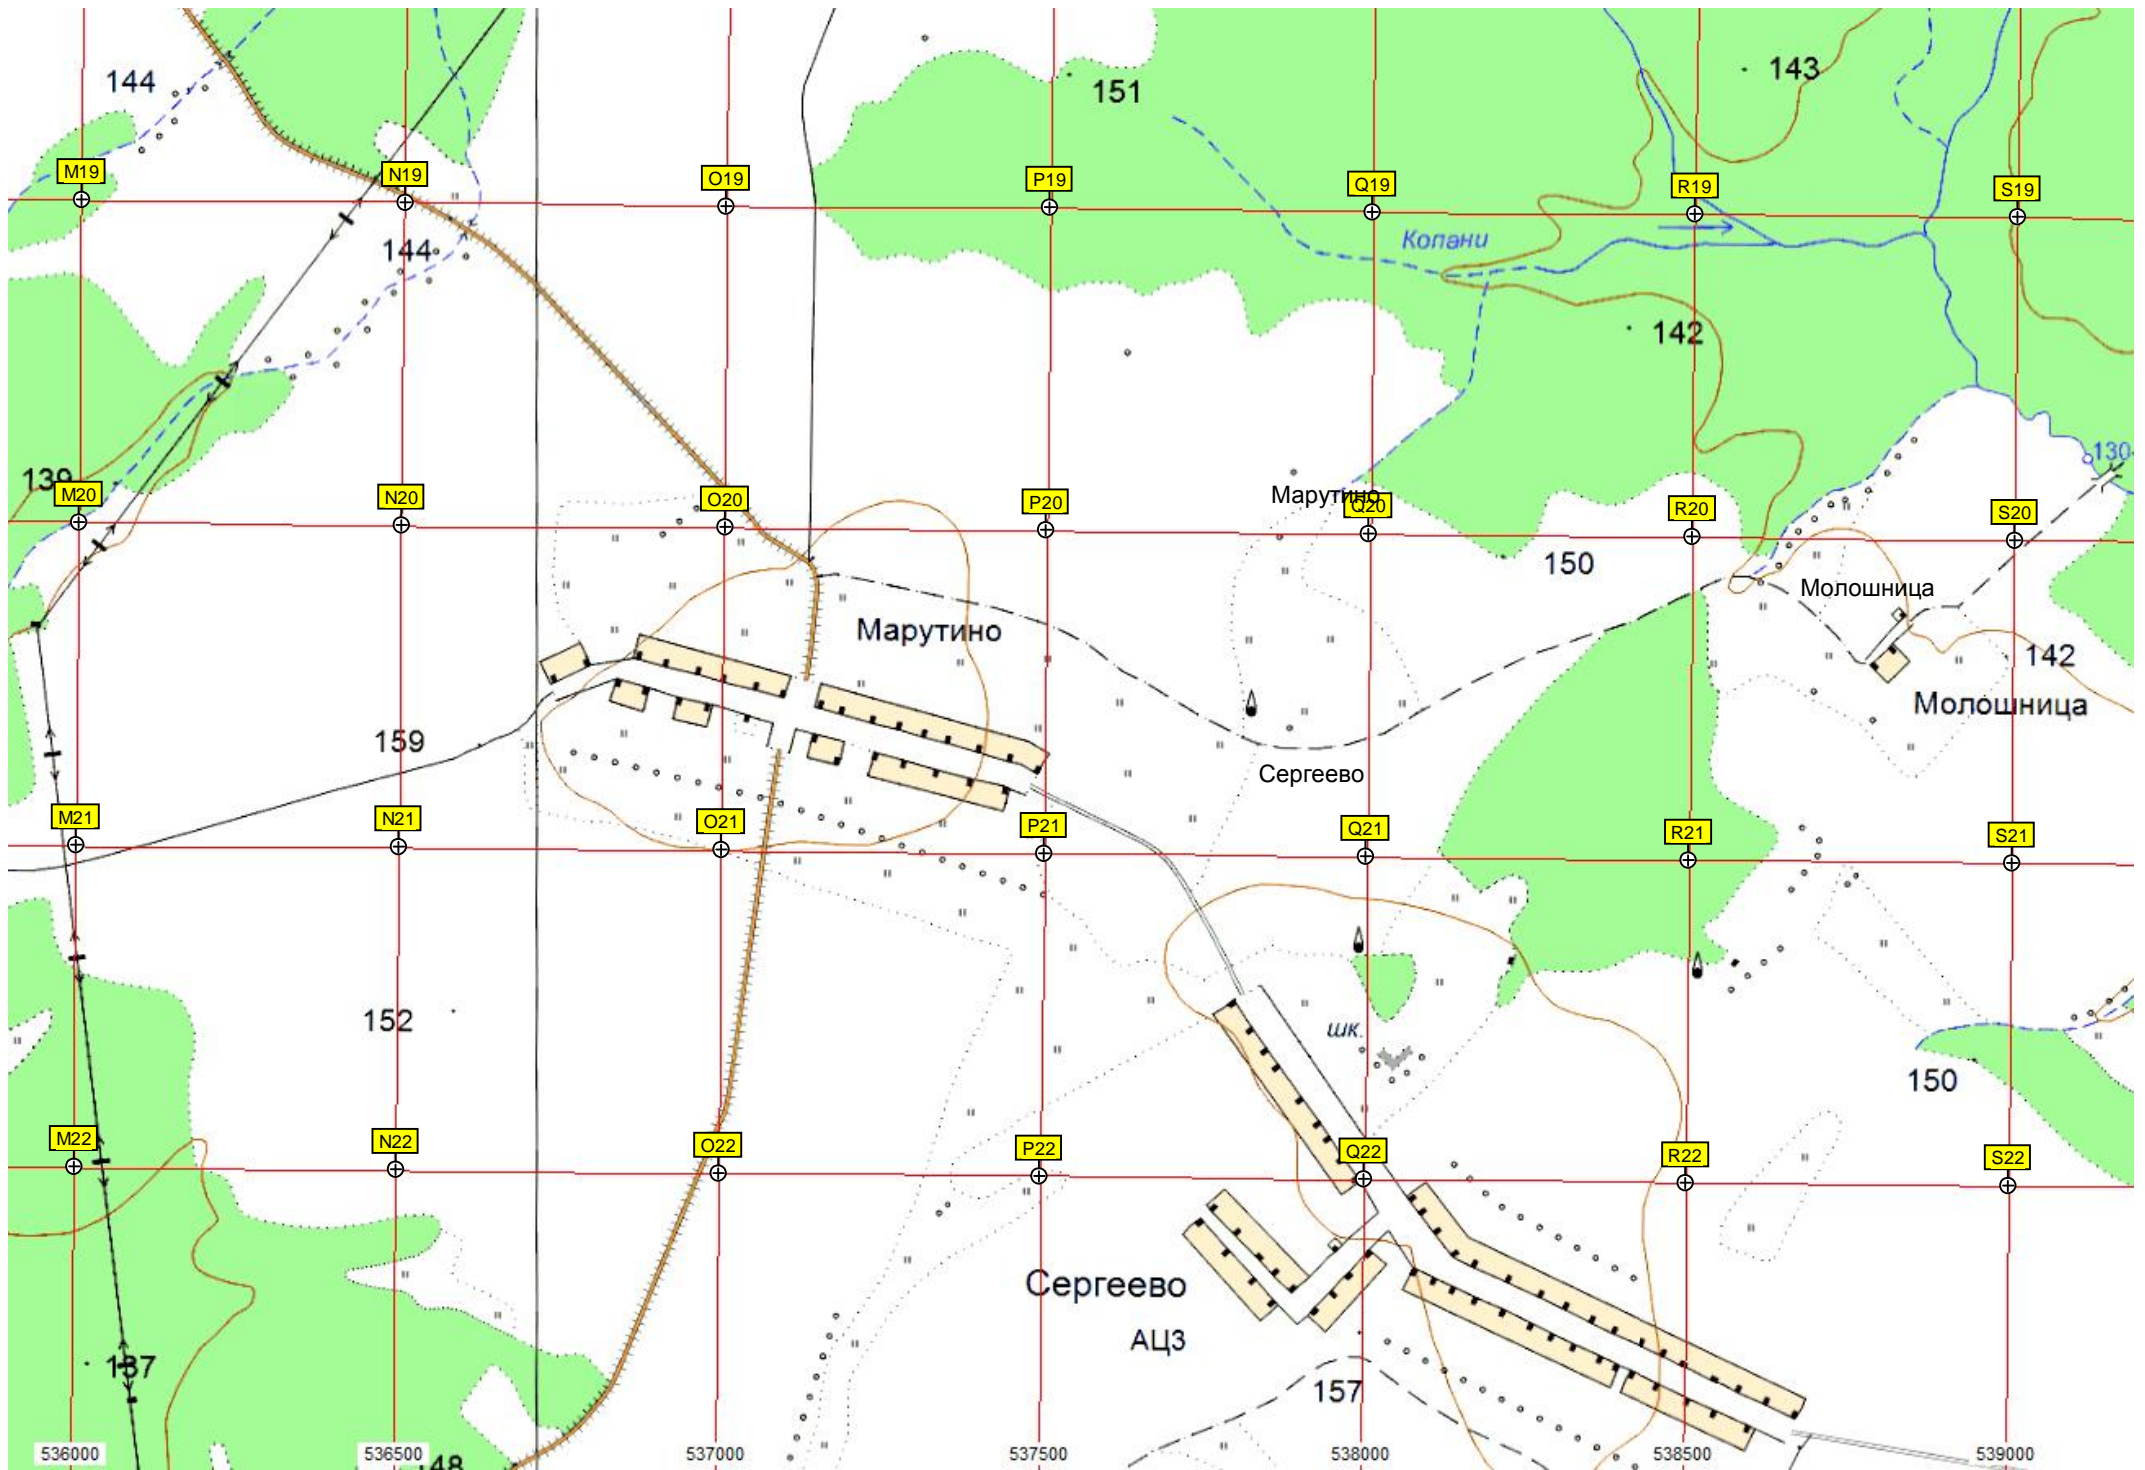 144
151
143
M19
N19
O19
P19
Q19
R19
S19
144
Копани
142
130
139
M20
N20
O20
P20
Марутино
Q20
R20
S20
150
Молошница
Марутино
142
Молошница
159
Сергеево
M21
N21
O21
P21
Q21
R21
S21
152
шк.
150
M22
N22
O22
P22
Q22
R22
S22
Сергеево
АЦЗ
137
157
148
536000
536500
537000
537500
538000
538500
539000